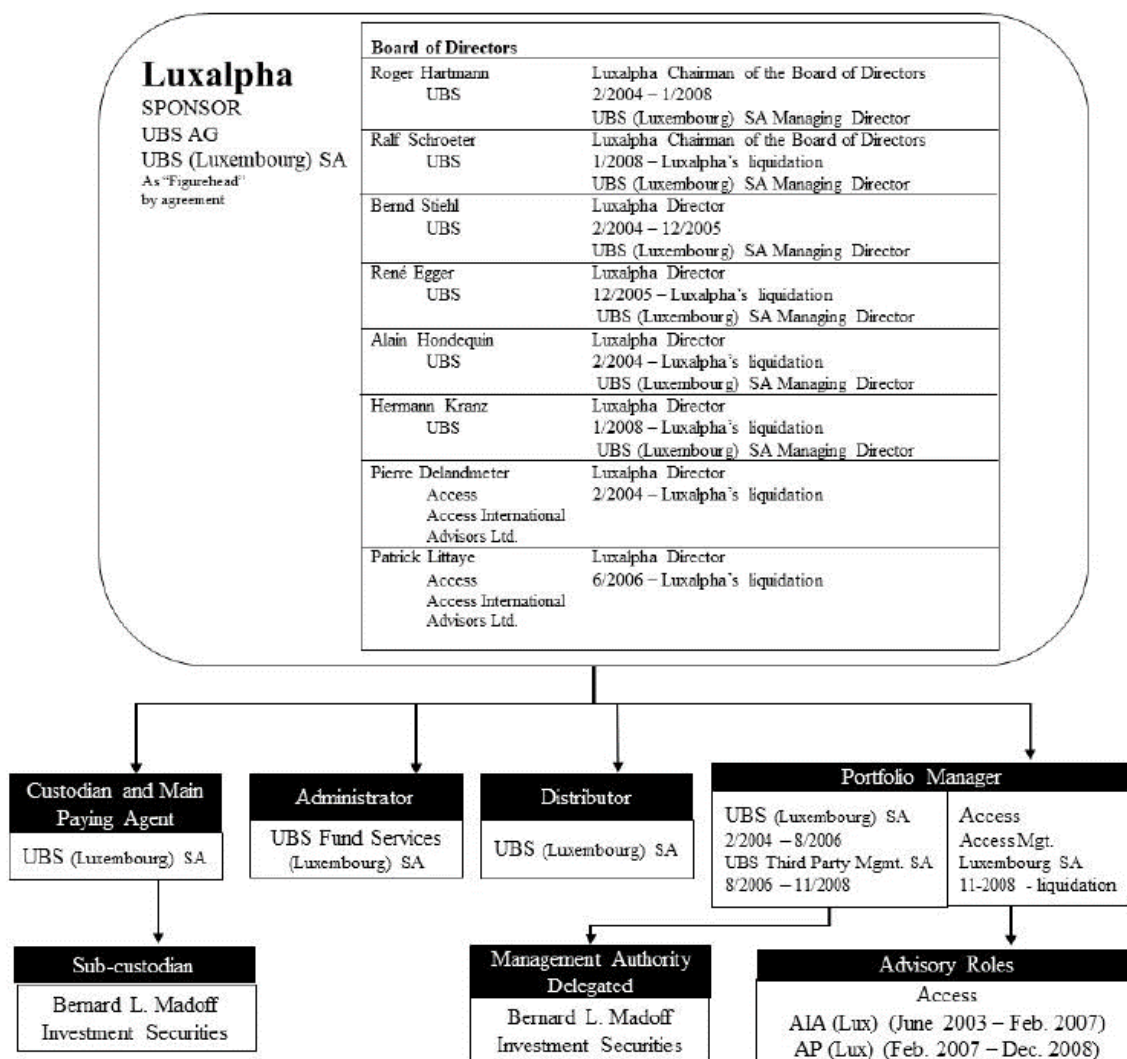 Luxalpha
SPONSOR
UBS AG
UBS (Luxembourg) SA
As "Figurehead"
by agreement
Board of Directors
Roger Hartmann Luxalpha Chairman of the Board of Directors
UBS 2/2004 – 1/2008
UBS (Luxembourg) SA Managing Director
Ralf Schroeter Luxalpha Chairman of the Board of Directors
UBS 1/2008 – Luxalpha's liquidation
UBS (Luxembourg) SA Managing Director
Bernd Stiehl Luxalpha Director
UBS 2/2004 – 12/2005
UBS (Luxembourg) SA Managing Director
René Egger Luxalpha Director
UBS 12/2005 – Luxalpha's liquidation
UBS (Luxembourg) SA Managing Director
Alain Hondequin Luxalpha Director
UBS 2/2004 – Luxalpha's liquidation
UBS (Luxembourg) SA Managing Director
Hermann Kranz Luxalpha Director
UBS 1/2008 – Luxalpha's liquidation
UBS (Luxembourg) SA Managing Director
Pierre Delandmeter Luxalpha Director
Access 2/2004 – Luxalpha's liquidation
Access International
Advisors Ltd.
Patrick Littaye Luxalpha Director
Access 6/2006 – Luxalpha's liquidation
Access International
Advisors Ltd.
Custodian and Main
Paying Agent
UBS (Luxembourg) SA
Administrator
UBS Fund Services
(Luxembourg) SA
Distributor
UBS (Luxembourg) SA
Portfolio Manager
UBS (Luxembourg) SA
2/2004 – 8/2006
UBS Third Party Mgmt. SA
8/2006 – 11/2008
Access
Access Mgt.
Luxembourg SA
11-2008 - liquidation
Sub-custodian
Bernard L. Madoff
Investment Securities
Management Authority
Delegated
Bernard L. Madoff
Investment Securities
Advisory Roles
Access
AIA (Lux) (June 2003 – Feb. 2007)
AP (Lux) (Feb. 2007 – Dec. 2008)